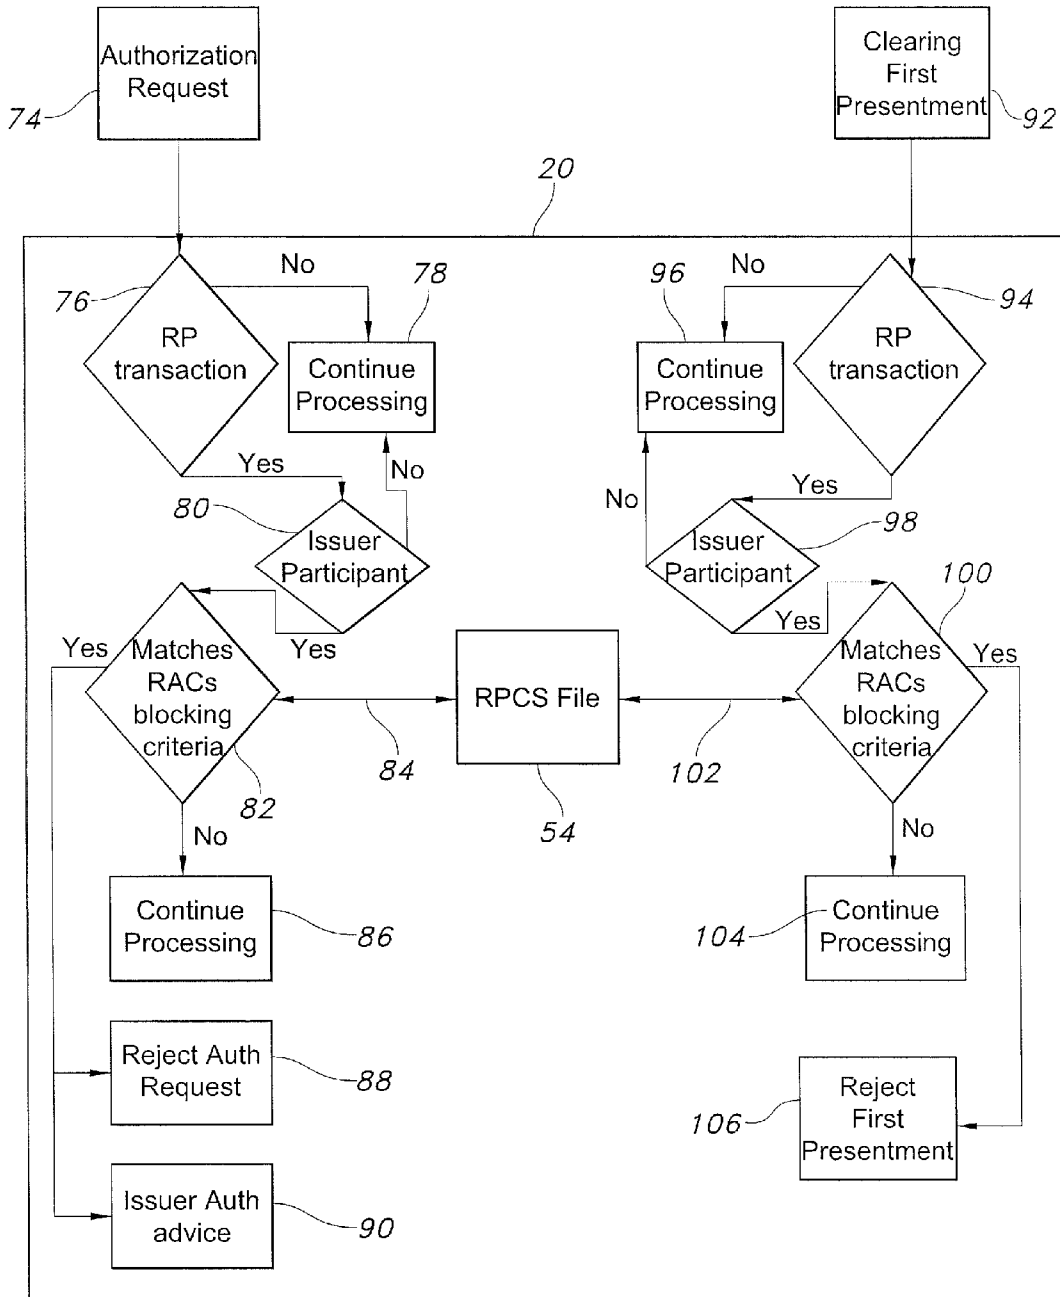 Authorization
Request
74
Clearing
First
Presentment
92
20
76
RP
transaction
No
78
Continue
Processing
96
Continue
Processing
No
94
RP
transaction
Yes
No
80
Issuer
Participant
Yes
No
Yes
98
Issuer
Participant
Yes
100
Yes
Matches
RACs
blocking
criteria
82
84
RPCS File
54
102
Matches
RACs
blocking
criteria
Yes
No
Continue
Processing
86
No
104
Continue
Processing
Reject Auth
Request
88
106
Reject
First
Presentment
Issuer Auth
advice
90